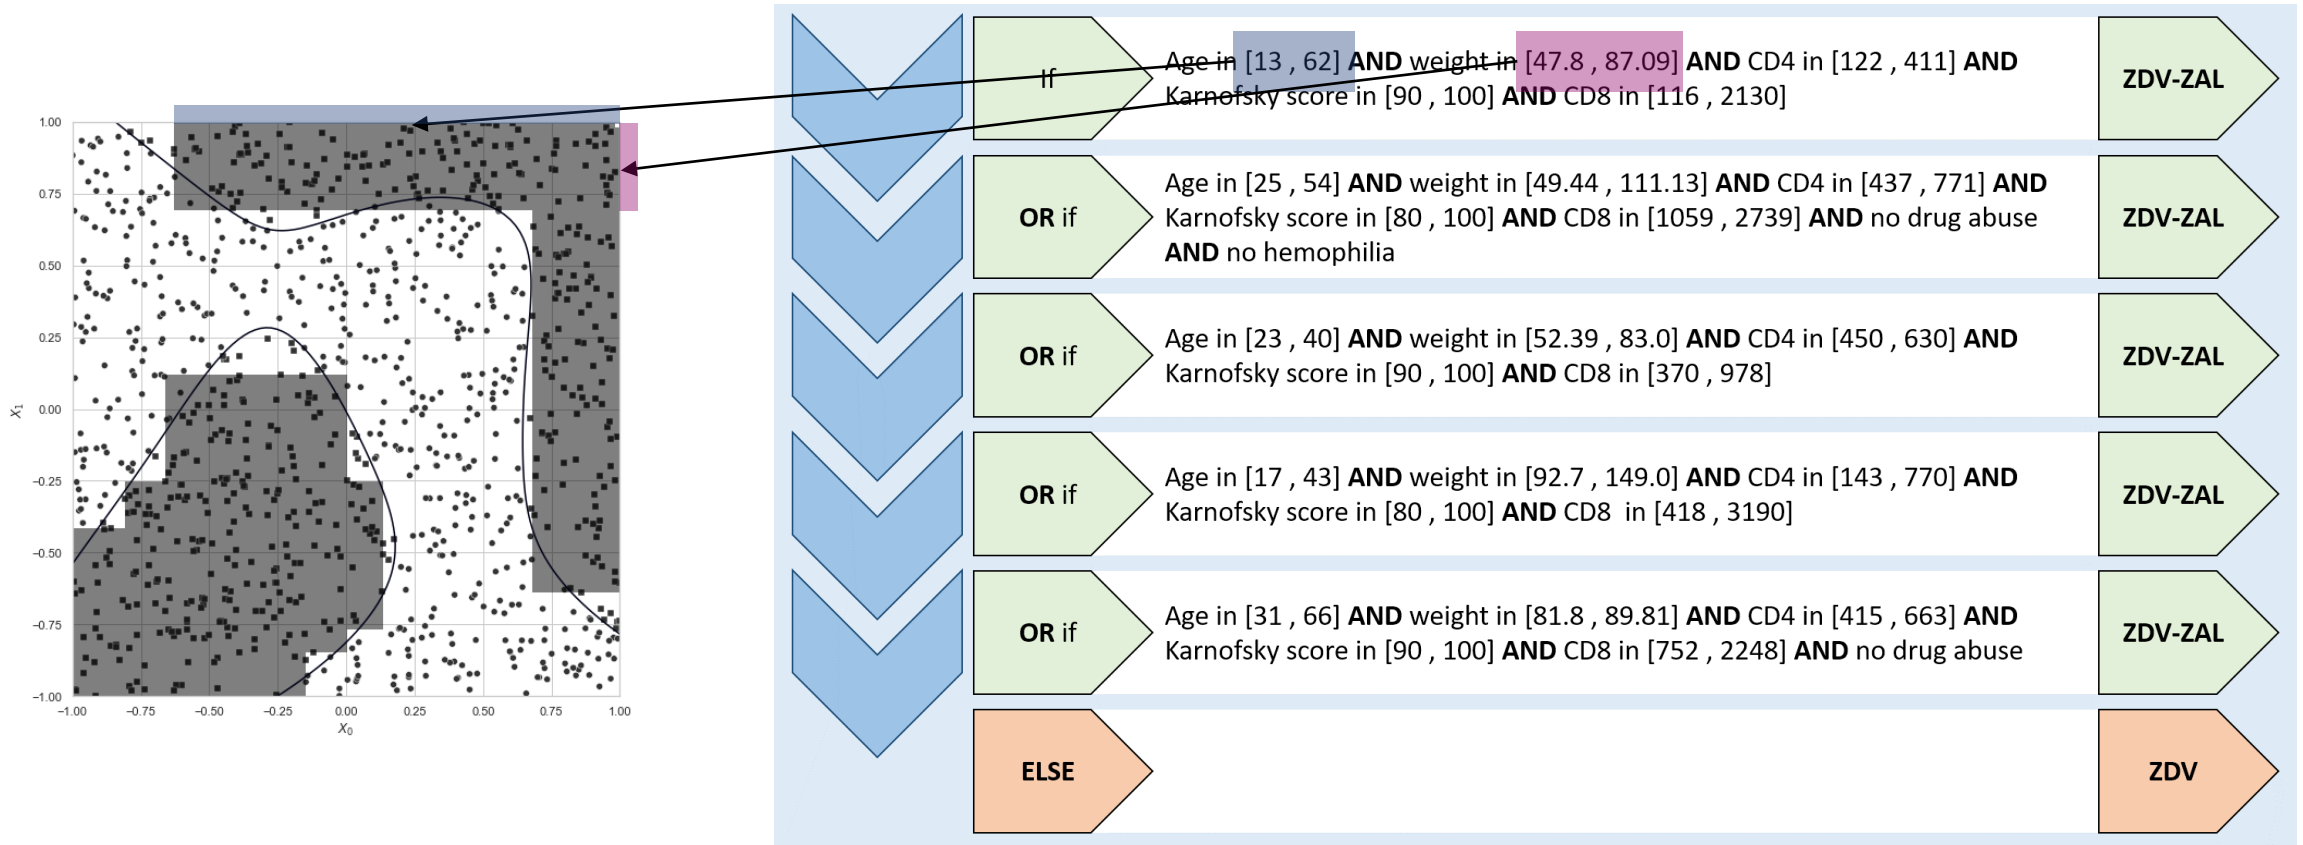 1.00
0.75
0.50
0.25
0.00
−0.25
−0.50
−0.75
−1.00
X1
−1.00 −0.75 −0.50 −0.25 0.00 0.25 0.50 0.75 1.00
X0
If
Age in [13 , 62] AND weight in [47.8 , 87.09] AND CD4 in [122 , 411] AND
Karnofsky score in [90 , 100] AND CD8 in [116 , 2130]
ZDV-ZAL
OR if
Age in [25 , 54] AND weight in [49.44 , 111.13] AND CD4 in [437 , 771] AND
Karnofsky score in [80 , 100] AND CD8 in [1059 , 2739] AND no drug abuse
AND no hemophilia
ZDV-ZAL
OR if
Age in [23 , 40] AND weight in [52.39 , 83.0] AND CD4 in [450 , 630] AND
Karnofsky score in [90 , 100] AND CD8 in [370 , 978]
ZDV-ZAL
OR if
Age in [17 , 43] AND weight in [92.7 , 149.0] AND CD4 in [143 , 770] AND
Karnofsky score in [80 , 100] AND CD8 in [418 , 3190]
ZDV-ZAL
OR if
Age in [31 , 66] AND weight in [81.8 , 89.81] AND CD4 in [415 , 663] AND
Karnofsky score in [90 , 100] AND CD8 in [752 , 2248] AND no drug abuse
ZDV-ZAL
ELSE
ZDV